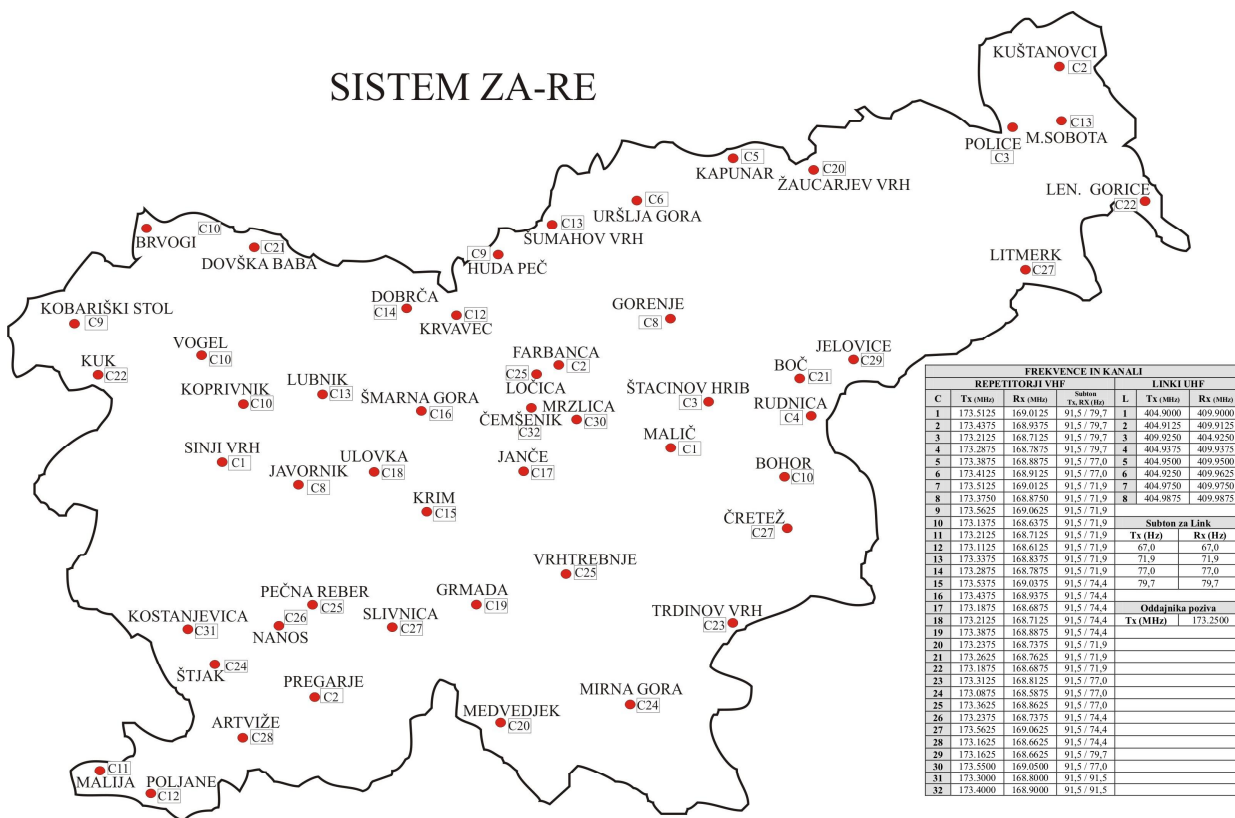 SISTEM ZA-RE
KUŠTANOVCI
C2
C13
M.SOBOTA
POLICE
C3
C5
KAPUNAR
C20
ŽAUCARJEV VRH
LEN. GORICE
C22
C6
URŠLJA GORA
C13
ŠUMAHOV VRH
C9
HUDA PEČ
BRVOGI
C10
C21
DOVŠKA BABA
LITMERK
C27
DOBRČA
C14
C12
KRVAVEC
GORENJE
C8
KOBARIŠKI STOL
C9
VOGEL
C10
KUK
C22
KOPRIVNIK
C10
LUBNIK
C13
ŠMARNA GORA
C16
FARBANCA
C2
C25
LOČICA
MRZLICA
C30
ČEMŠENIK
C32
ŠTACINOV HRIB
C3
JELOVICE
C29
BOČ
C21
RUDNICA
C4
MALIČ
C1
BOHOR
C10
SINJI VRH
C1
JAVORNIK
C8
ULOVKA
C18
JANČE
C17
KRIM
C15
ČRETEŽ
C27
VRHTREBNJE
C25
GRMADA
C19
PEČNA REBER
C25
C26
NANOS
SLIVNICA
C27
KOSTANJEVICA
C31
TRDINOV VRH
C23
C24
ŠTJAK
PREGARJE
C2
MIRNA GORA
C24
MEDVEDJEK
C20
ARTVIŽE
C28
C11
MALIJA
POLJANE
C12
FREKVENCE IN KANALI
REPETITORJI VHF LINKI UHF
C Tx (MHz) Rx (MHz) Subton Tx, RX (Hz) L Tx (MHz) Rx (MHz)
1 173.5125 169.0125 91,5 / 79,7 1 404.9000 409.9000
2 173.4375 168.9375 91,5 / 79,7 2 404.9125 409.9125
3 173.2125 168.7125 91,5 / 79,7 3 409.9250 404.9250
4 173.2875 168.7875 91,5 / 79,7 4 404.9375 409.9375
5 173.3875 168.8875 91,5 / 77,0 5 404.9500 409.9500
6 173.4125 168.9125 91,5 / 77,0 6 404.9250 409.9625
7 173.5125 169.0125 91,5 / 71,9 7 404.9750 409.9750
8 173.3750 168.8750 91,5 / 71,9 8 404.9875 409.9875
9 173.5625 169.0625 91,5 / 71,9
10 173.1375 168.6375 91,5 / 71,9 Subton za Link
11 173.2125 168.7125 91,5 / 71,9 Tx (Hz) Rx (Hz)
12 173.1125 168.6125 91,5 / 71,9 67,0 67,0
13 173.3375 168.8375 91,5 / 71,9 71,9 71,9
14 173.2875 168.7875 91,5 / 71,9 77,0 77,0
15 173.5375 169.0375 91,5 / 74,4 79,7 79,7
16 173.4375 168.9375 91,5 / 74,4
17 173.1875 168.6875 91,5 / 74,4 Oddajnika poziva
18 173.2125 168.7125 91,5 / 74,4 Tx (MHz) 173.2500
19 173.3875 168.8875 91,5 / 74,4
20 173.2375 168.7375 91,5 / 71,9
21 173.2625 168.7625 91,5 / 71,9
22 173.1875 168.6875 91,5 / 71,9
23 173.3125 168.8125 91,5 / 77,0
24 173.0875 168.5875 91,5 / 77,0
25 173.3625 168.8625 91,5 / 77,0
26 173.2375 168.7375 91,5 / 74,4
27 173.5625 169.0625 91,5 / 74,4
28 173.1625 168.6625 91,5 / 74,4
29 173.1625 168.6625 91,5 / 79,7
30 173.5500 169.0500 91,5 / 77,0
31 173.3000 168.8000 91,5 / 91,5
32 173.4000 168.9000 91,5 / 91,5